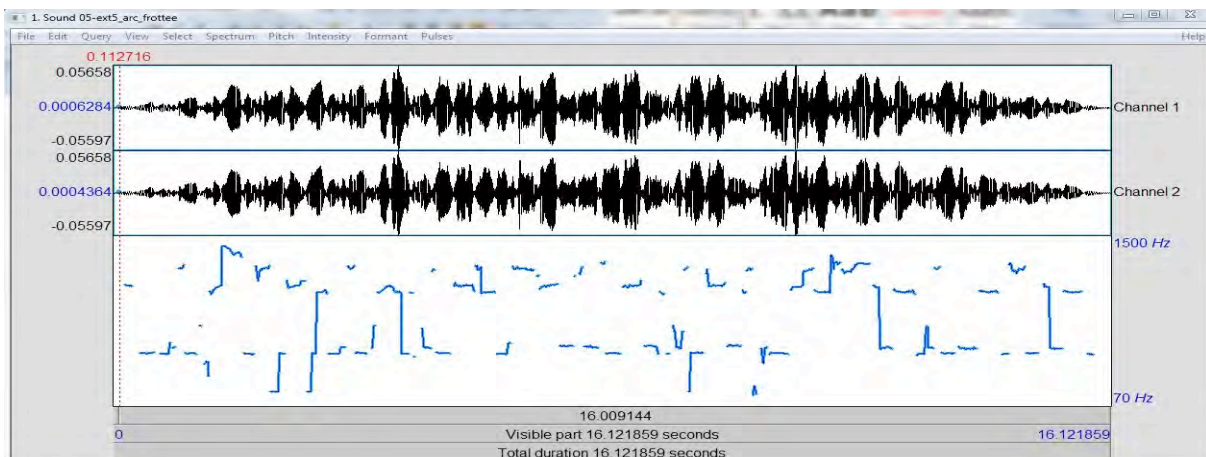 1. Sound 05-ext5_arc_frottee
File Edit Query View Select Spectrum Pitch Intensity Formant Pulses Help
0.112716
0.05658
0.0006284 Channel 1
-0.05597
0.05658
0.0004364 Channel 2
-0.05597
1500 Hz
70 Hz
16.009144
0 Visible part 16.121859 seconds 16.121859
Total duration 16.121859 seconds